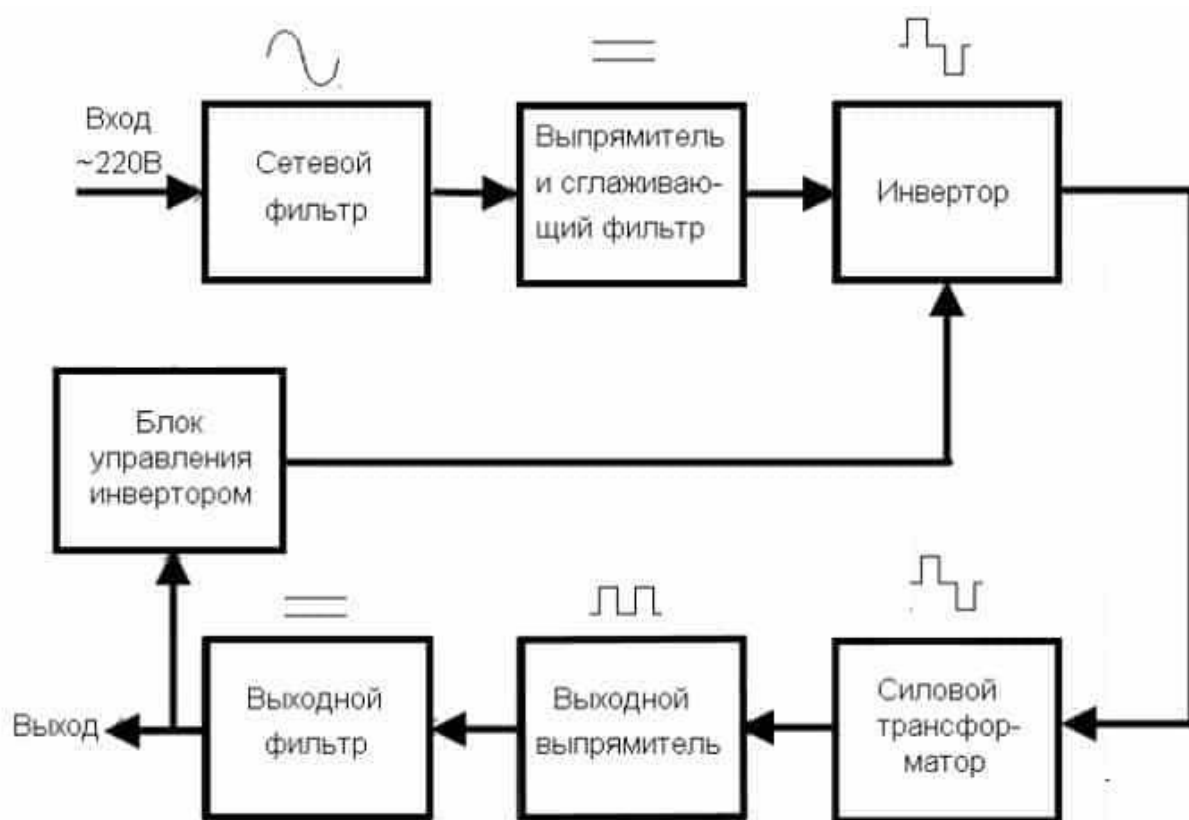 Вход
~220В
Сетевой
фильтр
Выпрямитель
и сглаживаю-
щий фильтр
Инвертор
Блок
управления
инвертором
Выход
Выходной
фильтр
Выходной
выпрямитель
Силовой
трансфор-
матор